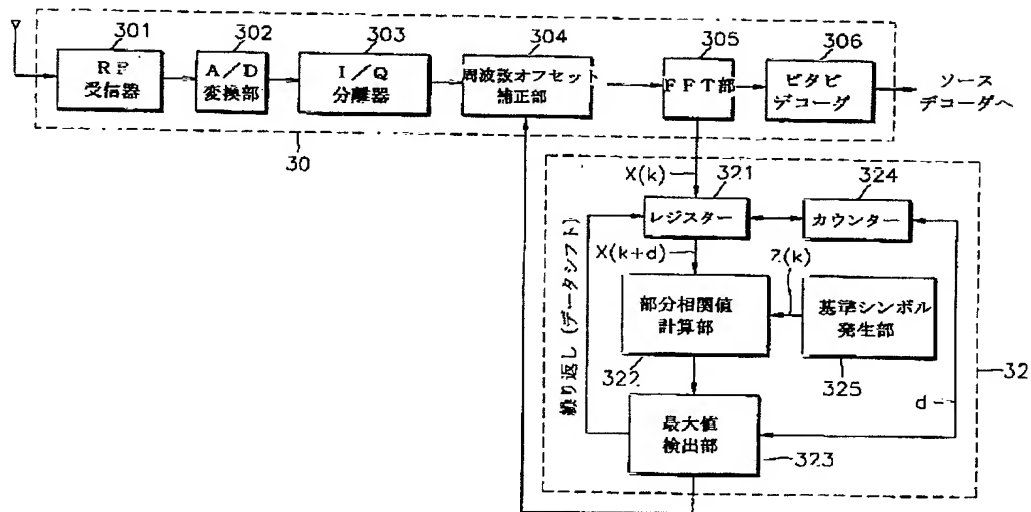 301
302
303
304
305
306
RF
受信器
A/D
変換部
I/Q
分離器
周波数オフセット
補正部
FFT部
ビタビ
デコーダ
ソース
デコーダへ
30
X(k)
321
324
レジスター
カウンター
X(k+d)
Z(k)
繰り返し(データシフト)
部分相関値
計算部
基準シンボル
発生部
322
325
32
d
最大値
検出部
323